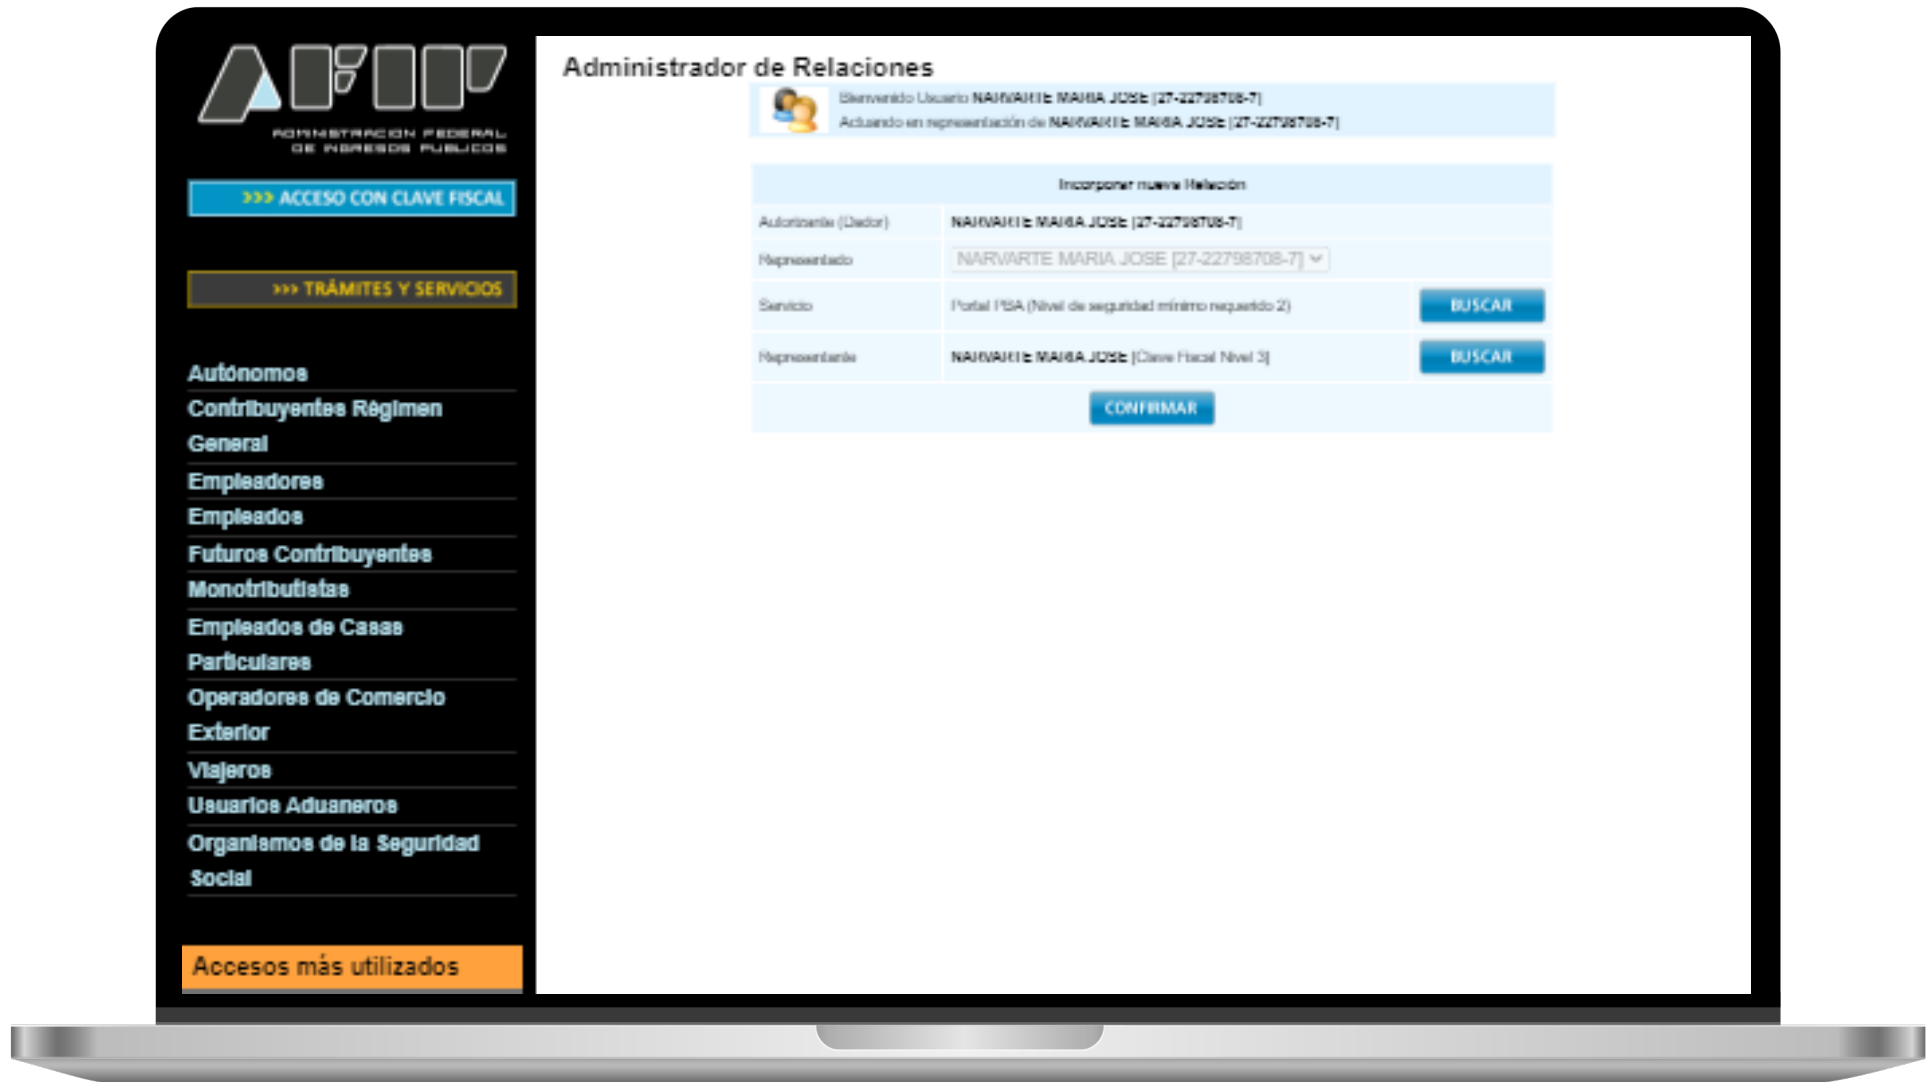 AFIP
ADMINISTRACION FEDERAL
DE INGRESOS PUBLICOS
>>> ACCESO CON CLAVE FISCAL
>>> TRÁMITES Y SERVICIOS
Autónomos
Contribuyentes Régimen
General
Empleadores
Empleados
Futuros Contribuyentes
Monotributistas
Empleados de Casas
Particulares
Operadores de Comercio
Exterior
Viajeros
Usuarios Aduaneros
Organismos de la Seguridad
Social
Accesos más utilizados
Administrador de Relaciones
Bienvenido Usuario NARVARTE MARIA JOSE [27-22798708-7]
Actuando en representación de NARVARTE MARIA JOSE [27-22798708-7]
Incorporar nueva Relación
Autorizante (Dador) NARVARTE MARIA JOSE [27-22798708-7]
Representado NARVARTE MARIA JOSE [27-22798708-7]
Servicio Portal PBA (Nivel de seguridad mínimo requerido 2) BUSCAR
Representante NARVARTE MARIA JOSE [Clave Fiscal Nivel 3] BUSCAR
CONFIRMAR